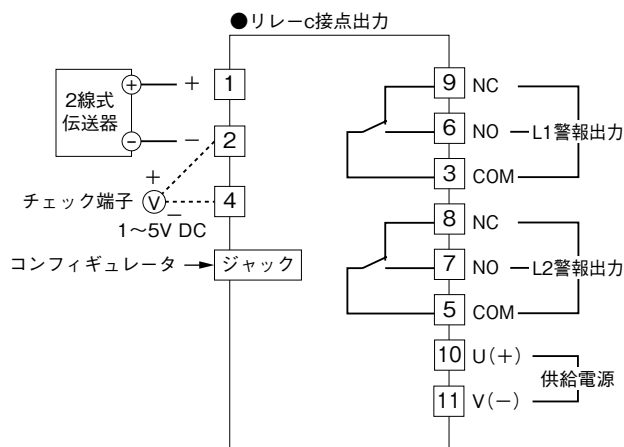 ●リレーc接点出力
2線式
伝送器
+
−
+
−
1
2
4
+
−
チェック端子
V
1～5V DC
コンフィギュレータ
ジャック
9 NC
6 NO
3 COM
L1警報出力
8 NC
7 NO
5 COM
L2警報出力
10 U(+)
11 V(−)
供給電源